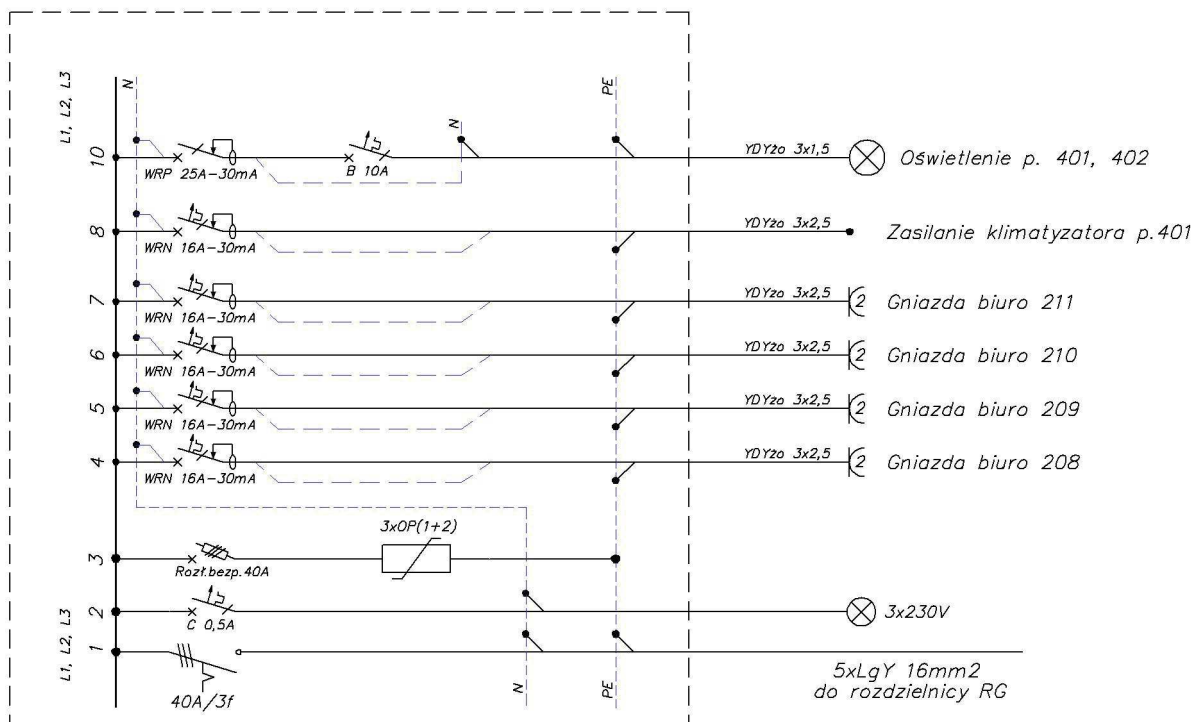 L1, L2, L3
N
PE
N
10
WRP 25A-30mA
B 10A
YDYżo 3x1,5
Oświetlenie p. 401, 402
8
WRN 16A-30mA
YDYżo 3x2,5
Zasilanie klimatyzatora p.401
7
WRN 16A-30mA
YDYżo 3x2,5
2
Gniazda biuro 211
6
WRN 16A-30mA
YDYżo 3x2,5
2
Gniazda biuro 210
5
WRN 16A-30mA
YDYżo 3x2,5
2
Gniazda biuro 209
4
WRN 16A-30mA
YDYżo 3x2,5
2
Gniazda biuro 208
3
Rozł.bezp.40A
3xOP(1+2)
2
C 0,5A
3x230V
L1, L2, L3
1
40A/3f
N
PE
5xLgY 16mm2
do rozdzielnicy RG